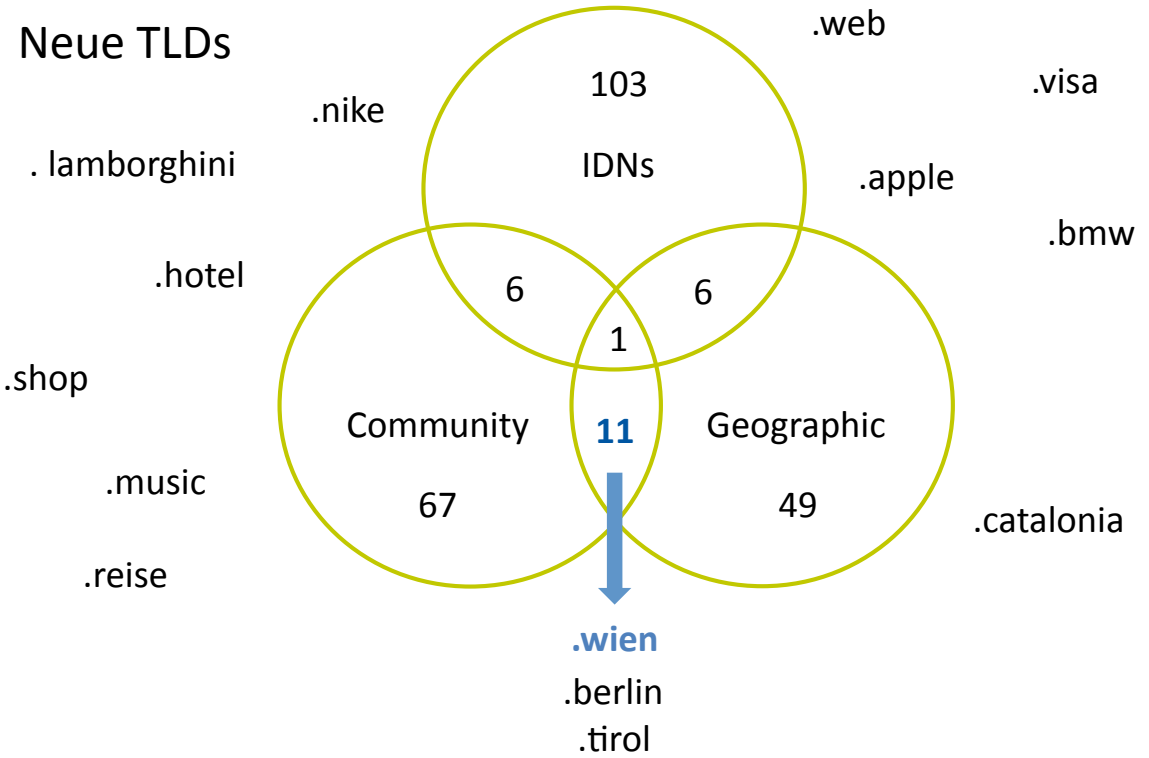 Neue TLDs
.web
103
.visa
.nike
. lamborghini
IDNs
.apple
.bmw
.hotel
6
6
1
.shop
Community
11
Geographic
.music
67
49
.catalonia
.reise
.wien
.berlin
.tirol